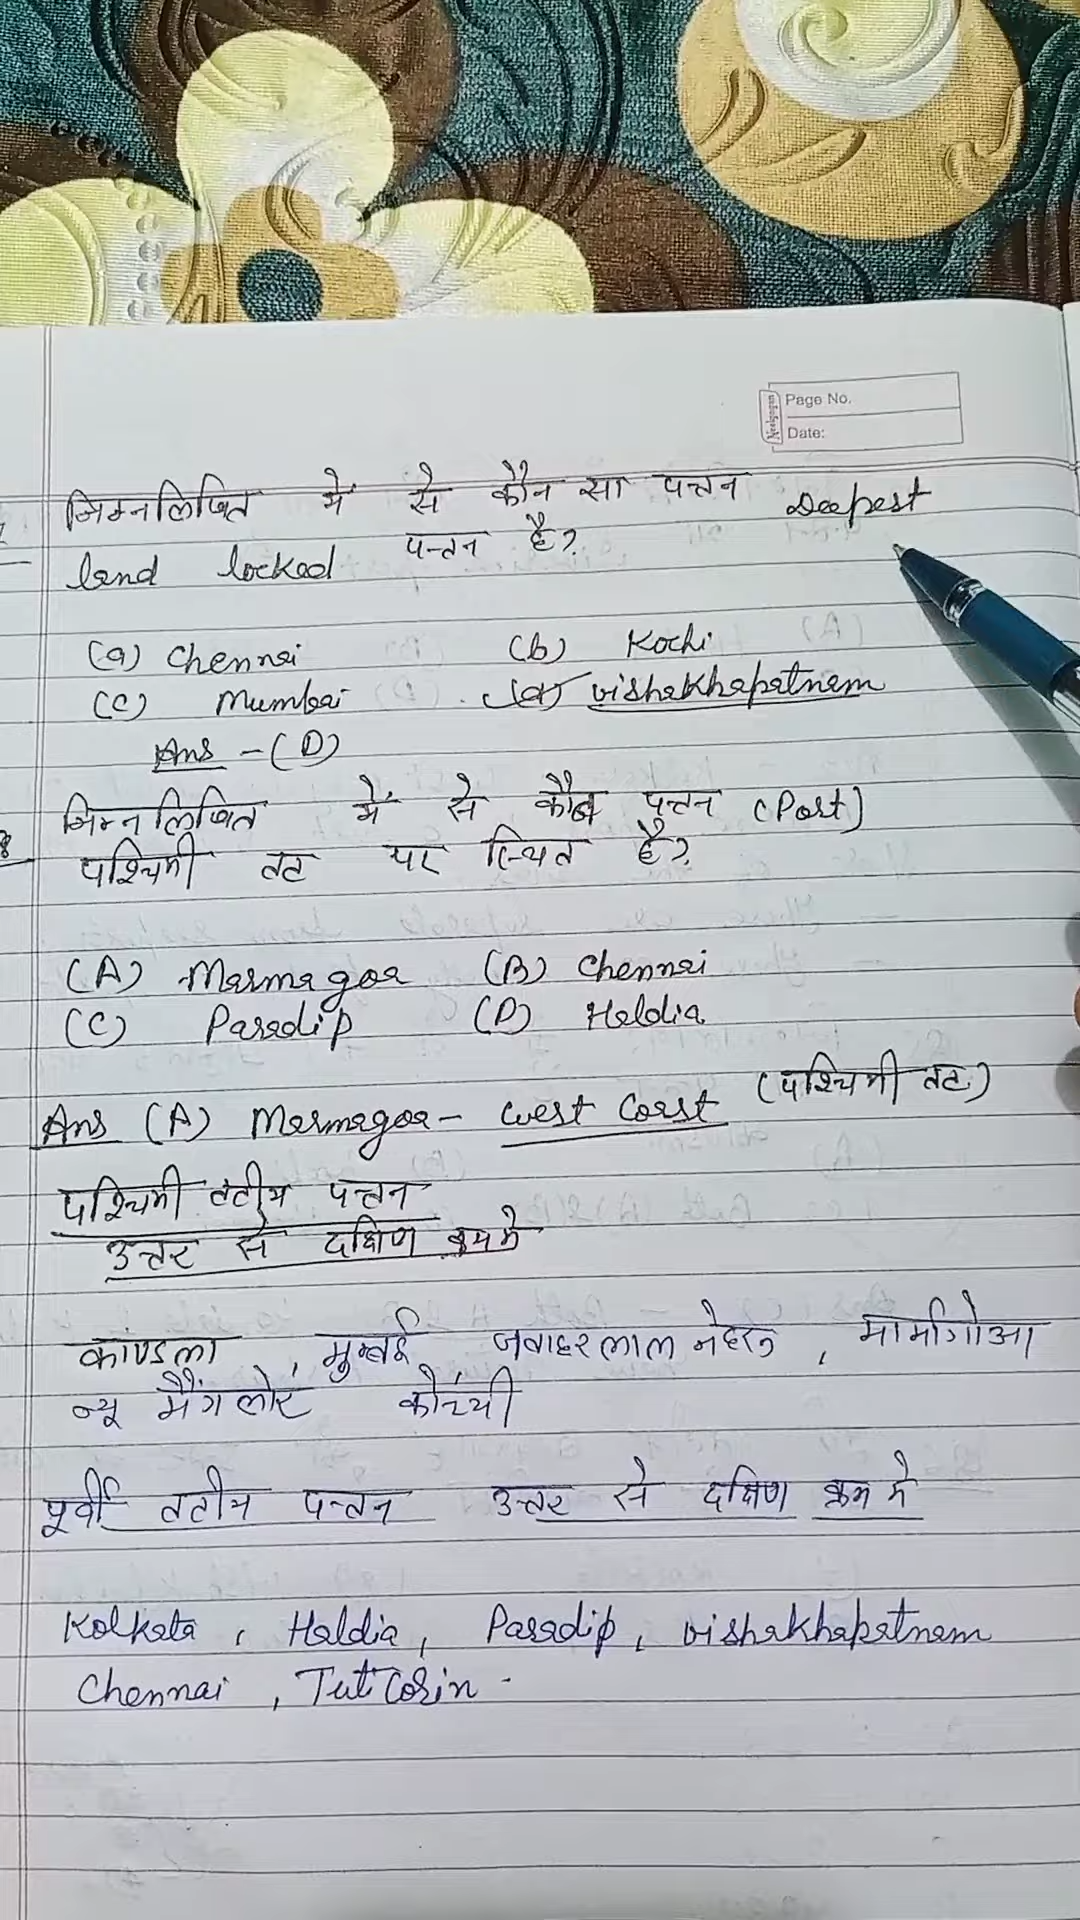 Neelgagan
Page No.
Date:
निम्नलिखित में से कौन सा पत्तन Deepest
land locked पत्तन है?
(a) Chennai (b) Kochi
(c) Mumbai (d) vishakhapatnam
Ans - (D)
निम्नलिखित में से कौन पत्तन (Port)
8 पश्चिमी तट पर स्थित है?
(A) Marmagoa (B) Chennai
(C) Paradip (D) Haldia
Ans (A) Marmagoa - West Coast (पश्चिमी तट)
पश्चिमी तटीय पत्तन
उत्तर से दक्षिण क्रम मे
काण्डला , मुम्बई जवाहरलाल नेहरू , मार्मागोआ
न्यू मैंगलोर कोच्ची
पूर्वी तटीय पत्तन उत्तर से दक्षिण क्रम मे
Kolkata , Haldia , Paradip , vishakhapatnam
Chennai , TutCorin -